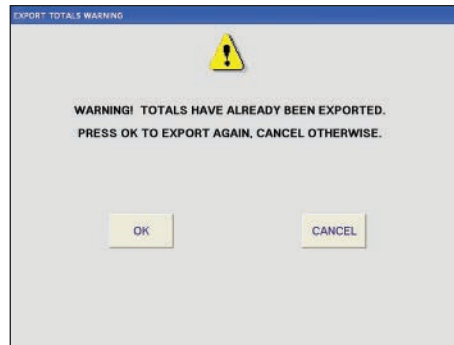 EXPORT TOTALS WARNING
WARNING! TOTALS HAVE ALREADY BEEN EXPORTED.
PRESS OK TO EXPORT AGAIN, CANCEL OTHERWISE.
OK CANCEL